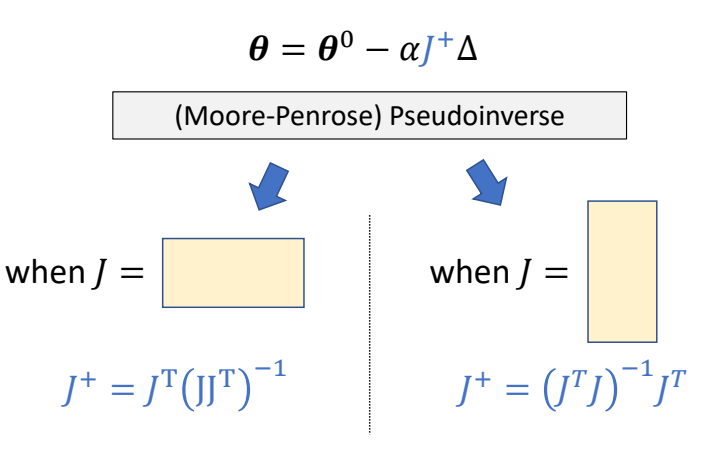 𝜽 = 𝜽⁰ − αJ⁺Δ
(Moore-Penrose) Pseudoinverse
when J =
when J =
J⁺ = Jᵀ(JJᵀ)⁻¹
J⁺ = (JᵀJ)⁻¹Jᵀ